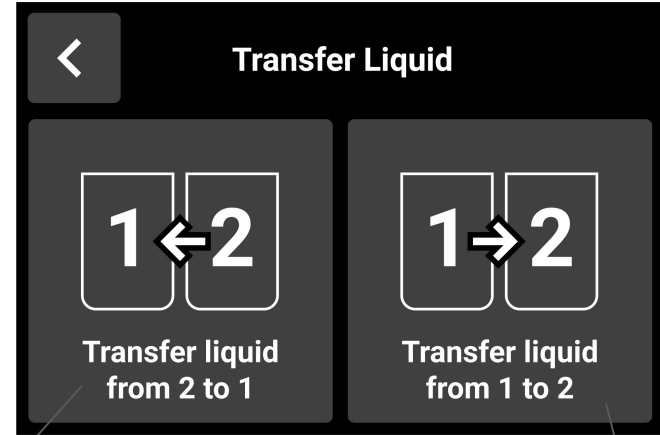 Transfer Liquid
1 2
1 2
Transfer liquid
from 2 to 1
Transfer liquid
from 1 to 2